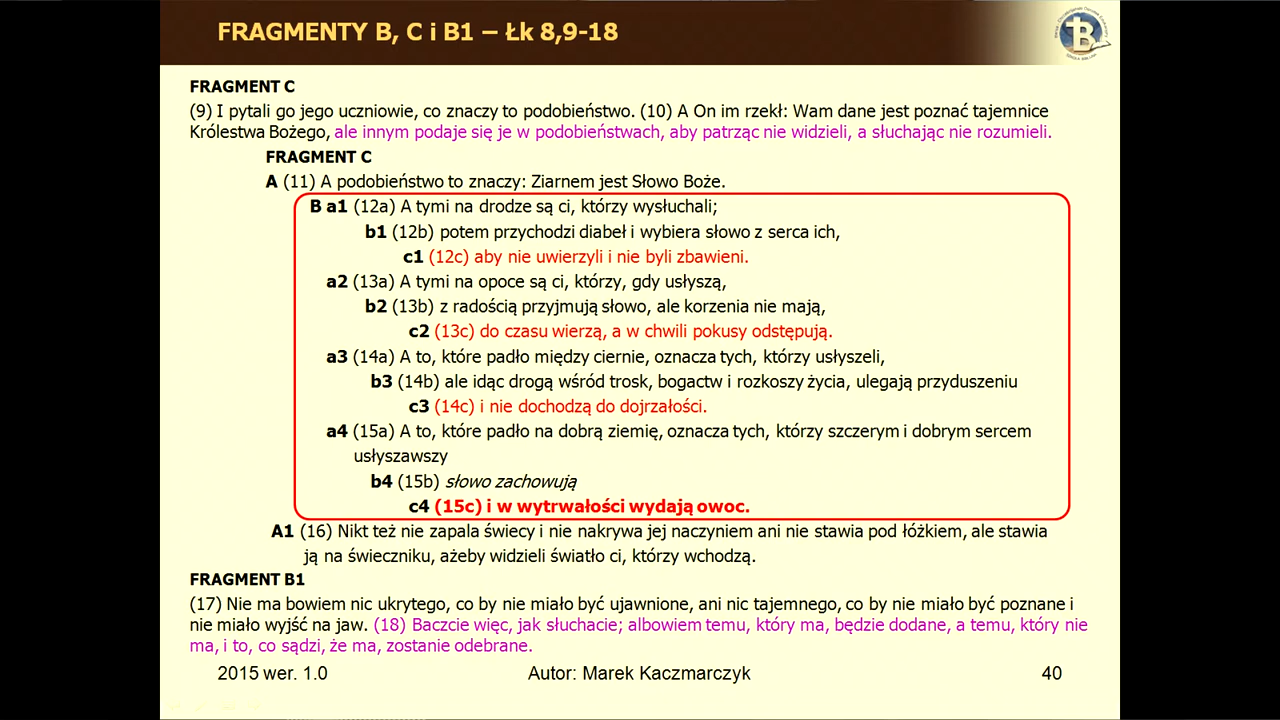 FRAGMENTY B, C i B1 – Łk 8,9-18
FRAGMENT C
(9) I pytali go jego uczniowie, co znaczy to podobieństwo. (10) A On im rzekł: Wam dane jest poznać tajemnice
Królestwa Bożego, ale innym podaje się je w podobieństwach, aby patrząc nie widzieli, a słuchając nie rozumieli.
FRAGMENT C
A (11) A podobieństwo to znaczy: Ziarnem jest Słowo Boże.
B a1 (12a) A tymi na drodze są ci, którzy wysłuchali;
b1 (12b) potem przychodzi diabeł i wybiera słowo z serca ich,
c1 (12c) aby nie uwierzyli i nie byli zbawieni.
a2 (13a) A tymi na opoce są ci, którzy, gdy usłyszą,
b2 (13b) z radością przyjmują słowo, ale korzenia nie mają,
c2 (13c) do czasu wierzą, a w chwili pokusy odstępują.
a3 (14a) A to, które padło między ciernie, oznacza tych, którzy usłyszeli,
b3 (14b) ale idąc drogą wśród trosk, bogactw i rozkoszy życia, ulegają przyduszeniu
c3 (14c) i nie dochodzą do dojrzałości.
a4 (15a) A to, które padło na dobrą ziemię, oznacza tych, którzy szczerym i dobrym sercem
usłyszawszy
b4 (15b) słowo zachowują
c4 (15c) i w wytrwałości wydają owoc.
A1 (16) Nikt też nie zapala świecy i nie nakrywa jej naczyniem ani nie stawia pod łóżkiem, ale stawia
ją na świeczniku, ażeby widzieli światło ci, którzy wchodzą.
FRAGMENT B1
(17) Nie ma bowiem nic ukrytego, co by nie miało być ujawnione, ani nic tajemnego, co by nie miało być poznane i
nie miało wyjść na jaw. (18) Baczcie więc, jak słuchacie; albowiem temu, który ma, będzie dodane, a temu, który nie
ma, i to, co sądzi, że ma, zostanie odebrane.
2015 wer. 1.0 Autor: Marek Kaczmarczyk 40